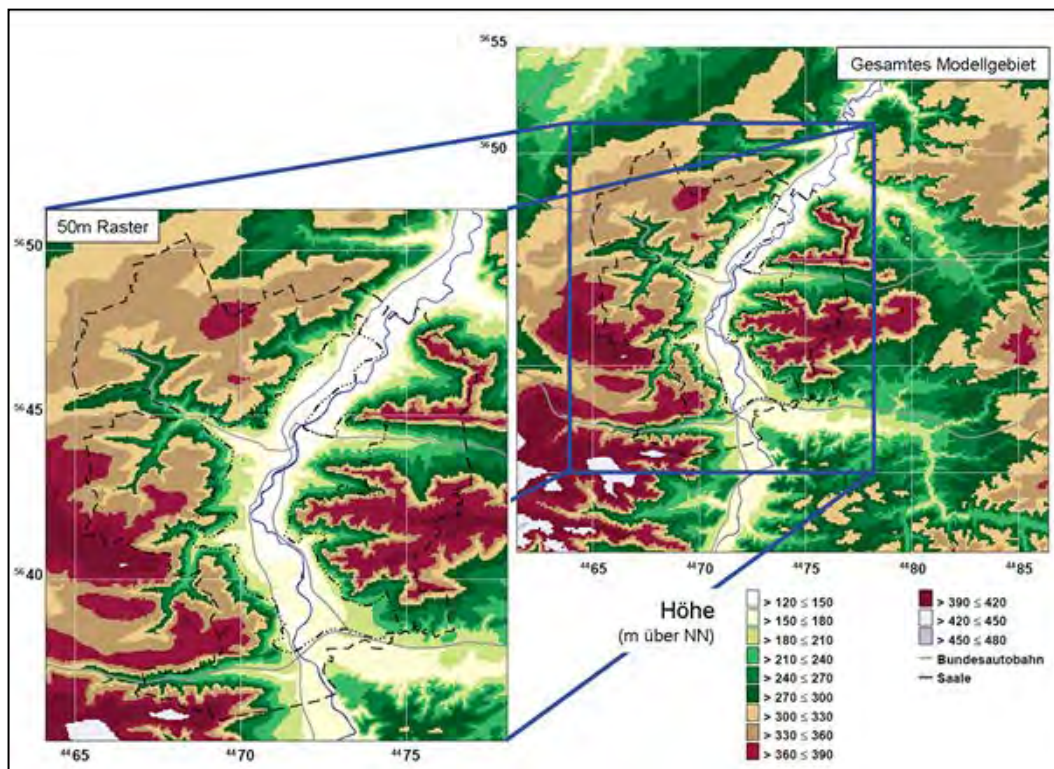 ⁵⁶55
Gesamtes Modellgebiet
⁵⁶50
50m Raster
⁵⁶50
⁵⁶45
⁵⁶45
⁵⁶40
⁵⁶40
⁴⁴65
⁴⁴70
⁴⁴75
⁴⁴80
⁴⁴85
⁴⁴65
⁴⁴70
⁴⁴75
Höhe
(m über NN)
> 120 ≤ 150
> 150 ≤ 180
> 180 ≤ 210
> 210 ≤ 240
> 240 ≤ 270
> 270 ≤ 300
> 300 ≤ 330
> 330 ≤ 360
> 360 ≤ 390
> 390 ≤ 420
> 420 ≤ 450
> 450 ≤ 480
Bundesautobahn
Saale